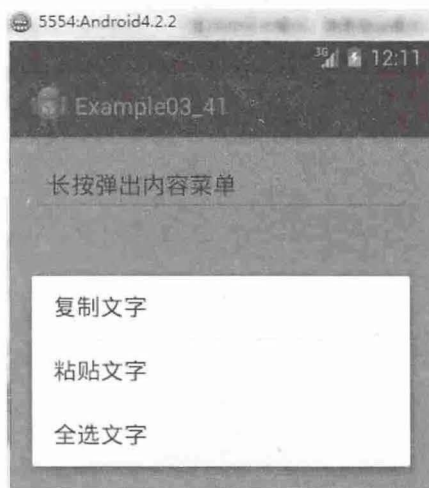 5554:Android4.2.2
3G 12:11
Example03_41
长按弹出内容菜单
复制文字
粘贴文字
全选文字